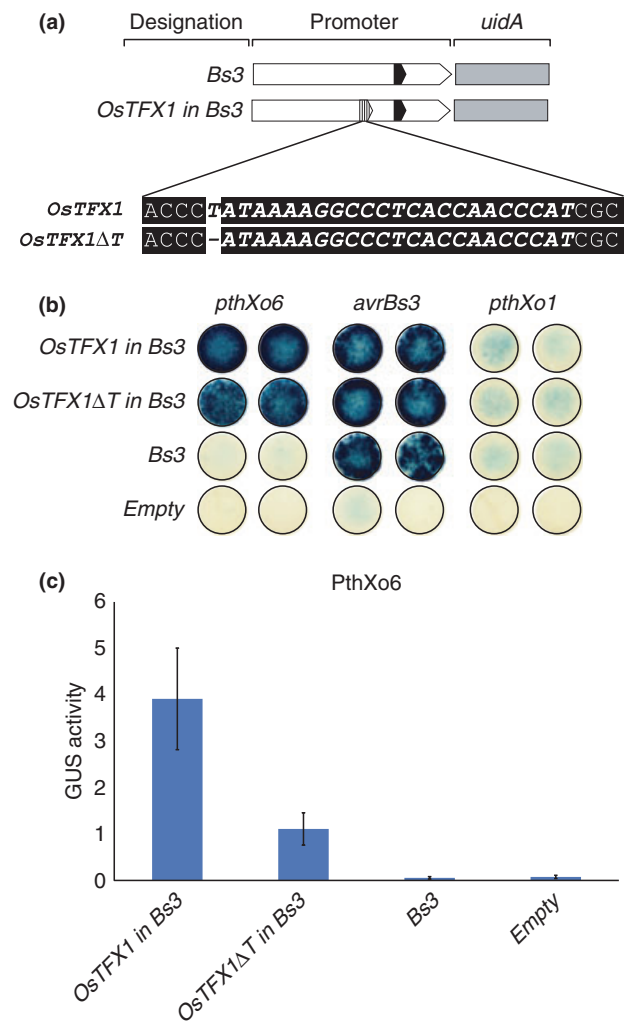 (a) Designation Promoter uidA
Bs3
OsTFX1 in Bs3
OsTFX1 ACCCTATAAAAGGCCCTCACCAACCCATCGC
OsTFX1ΔT ACCC-ATAAAAGGCCCTCACCAACCCATCGC
(b) pthXo6 avrBs3 pthXo1
OsTFX1 in Bs3
OsTFX1ΔT in Bs3
Bs3
Empty
(c) PthXo6
6
5
4
3
2
1
0
GUS activity
OsTFX1 in Bs3
OsTFX1ΔT in Bs3
Bs3
Empty